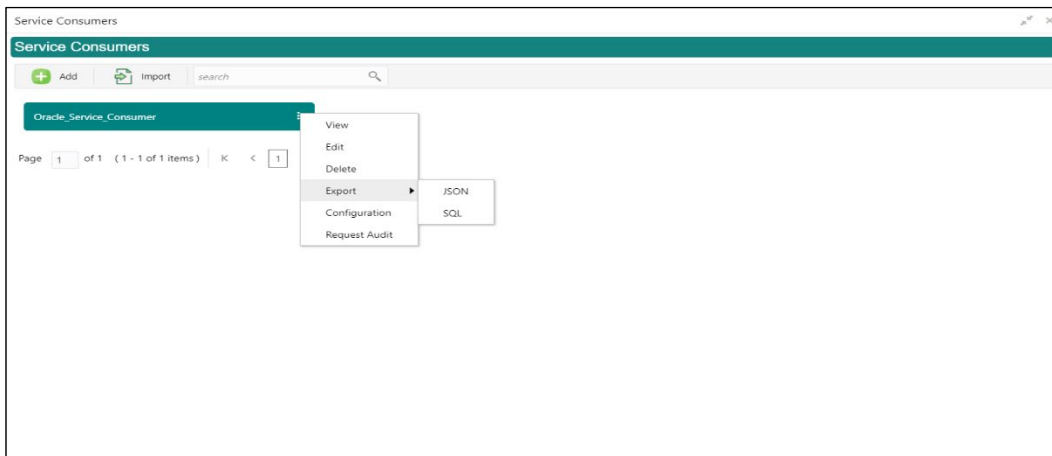 Service Consumers
Service Consumers
Add Import search
Oracle_Service_Consumer
View
Page 1 of 1 (1 - 1 of 1 items) K < 1
Edit
Delete
Export JSON
Configuration SQL
Request Audit